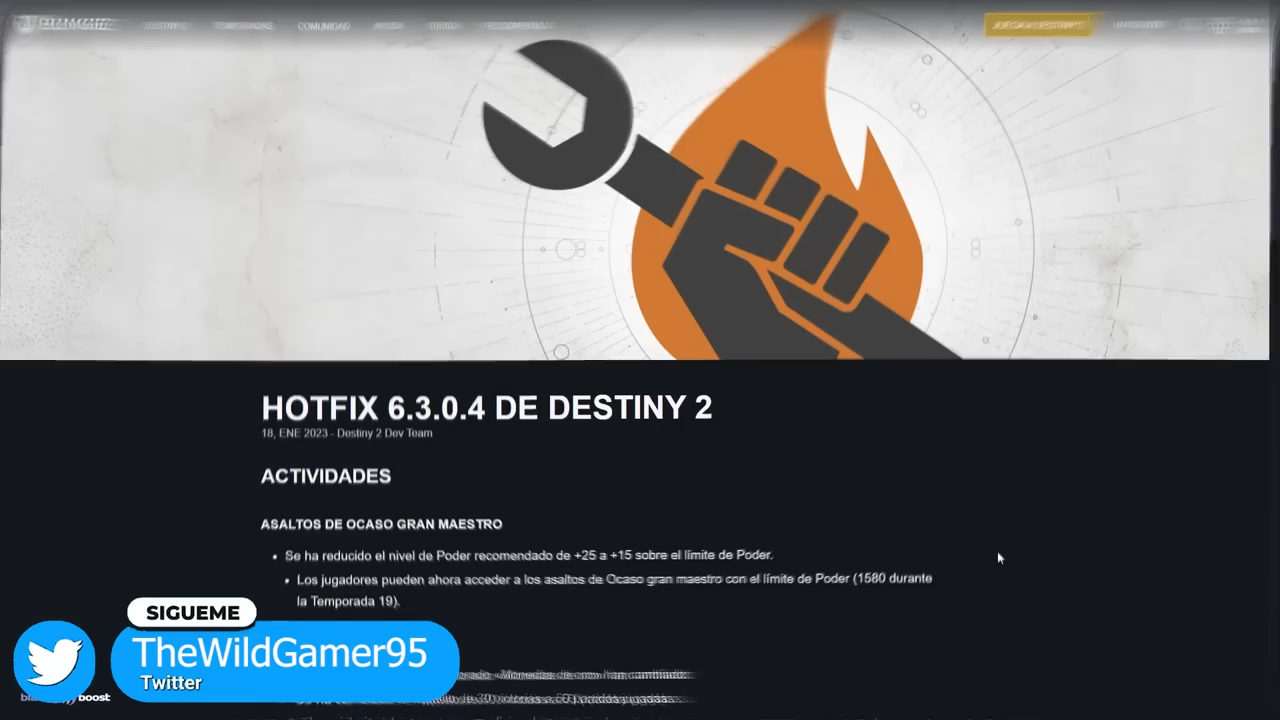 COMUNIDAD
HOTFIX 6.3.0.4 DE DESTINY 2
18, ENE 2023 - Destiny 2 Dev Team
ACTIVIDADES
ASALTOS DE OCASO GRAN MAESTRO
• Se ha reducido el nivel de Poder recomendado de +25 a +15 sobre el límite de Poder.
• Los jugadores pueden ahora acceder a los asaltos de Ocaso gran maestro con el límite de Poder (1580 durante
la Temporada 19).
SIGUEME
TheWildGamer95
Twitter
boost